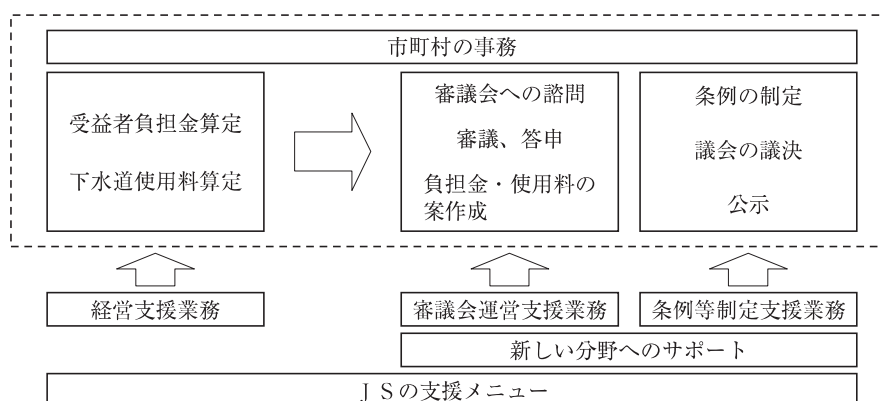 市町村の事務
受益者負担金算定
下水道使用料算定
審議会への諮問
審議、答申
負担金・使用料の
案作成
条例の制定
議会の議決
公示
経営支援業務
審議会運営支援業務
条例等制定支援業務
新しい分野へのサポート
ＪＳの支援メニュー